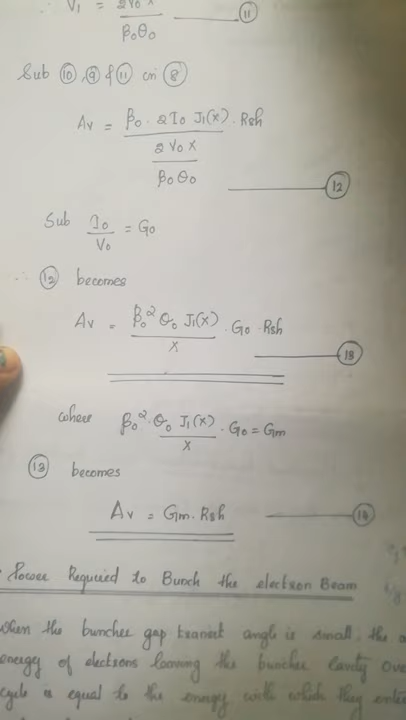 ∴ V1 = 2V0 X / β0θ0 ——— (11)
Sub (10), (9) & (11) in (8)
Av = β0 · 2I0 J1(x) · Rsh / (2V0 X / β0θ0) ——— (12)
Sub I0/V0 = G0
∴ (12) becomes
Av = β0² θ0 J1(x) / X · G0 · Rsh ——— (13)
where β0² · θ0 J1(x) / X · G0 = Gm
(13) becomes
Av = Gm. Rsh ——— (14)
Power Required to Bunch the electron Beam
When the buncher gap transit angle is small, the
energy of electrons leaving the buncher cavity over
cycle is equal to the energy with which they